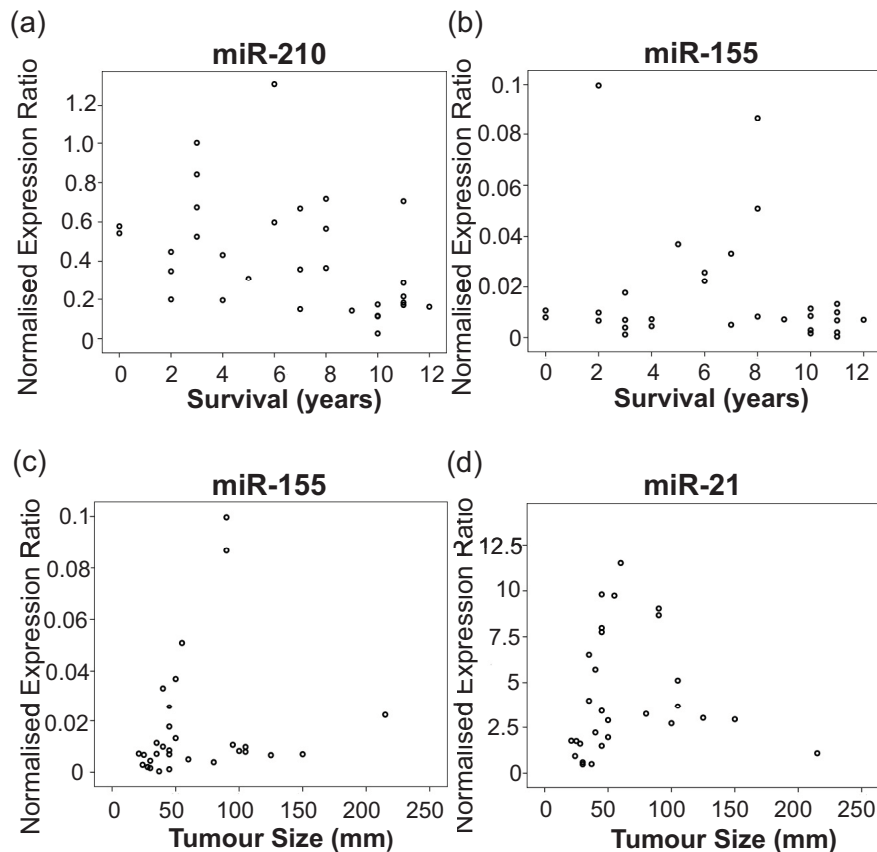 (a)
miR-210
Normalised Expression Ratio
1.2
1.0
0.8
0.6
0.4
0.2
0
0 2 4 6 8 10 12
Survival (years)
(b)
miR-155
Normalised Expression Ratio
0.1
0.08
0.06
0.04
0.02
0
0 2 4 6 8 10 12
Survival (years)
(c)
miR-155
Normalised Expression Ratio
0.1
0.08
0.06
0.04
0.02
0
0 50 100 150 200 250
Tumour Size (mm)
(d)
miR-21
Normalised Expression Ratio
12.5
10
7.5
5
2.5
0
0 50 100 150 200 250
Tumour Size (mm)